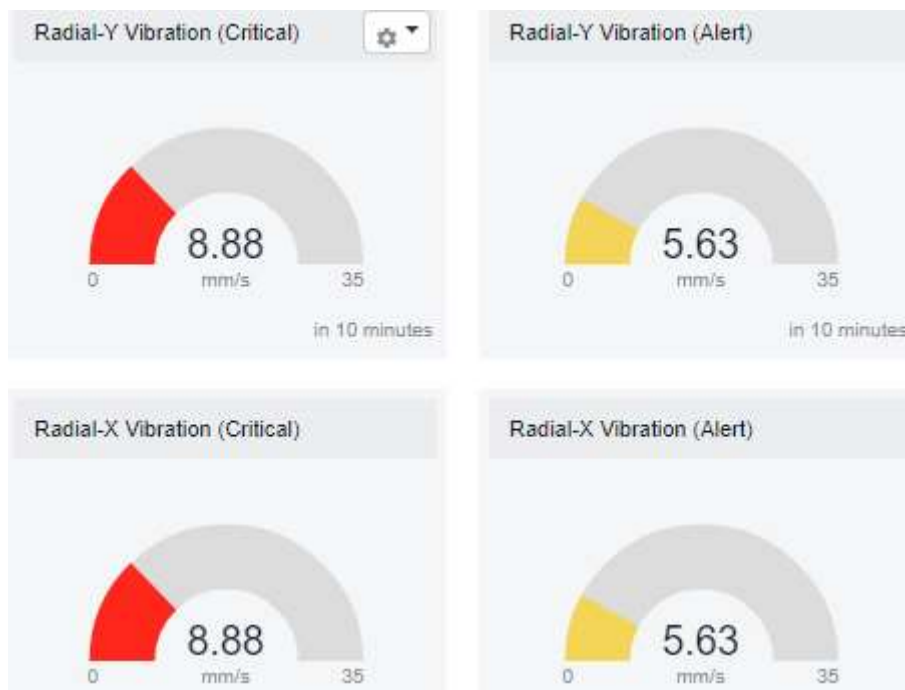 Radial-Y Vibration (Critical)
8.88
0 mm/s 35
in 10 minutes
Radial-Y Vibration (Alert)
5.63
0 mm/s 35
in 10 minutes
Radial-X Vibration (Critical)
8.88
0 mm/s 35
Radial-X Vibration (Alert)
5.63
0 mm/s 35